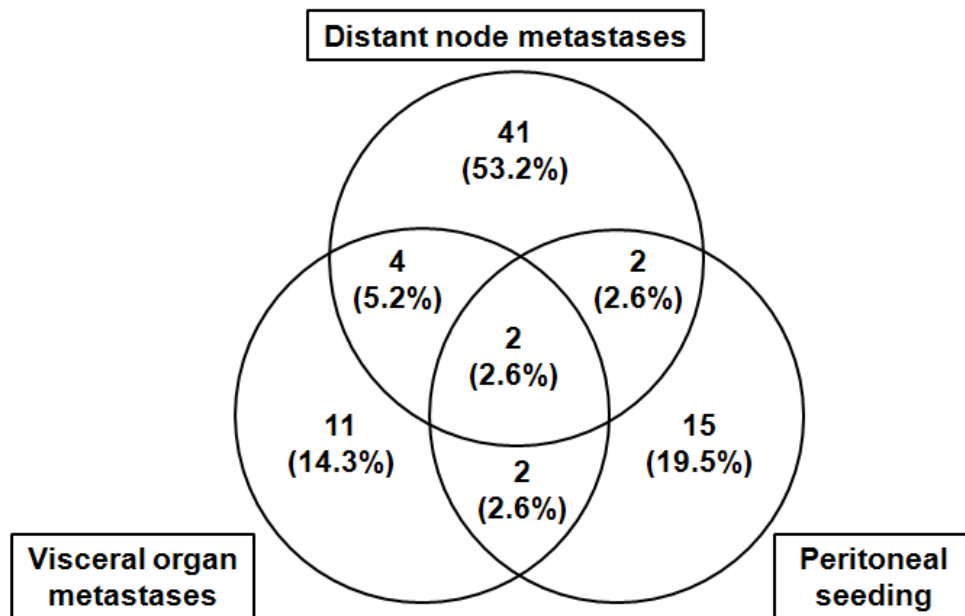 Distant node metastases
41
(53.2%)
4
(5.2%)
2
(2.6%)
2
(2.6%)
11
(14.3%)
15
(19.5%)
2
(2.6%)
Visceral organ
metastases
Peritoneal
seeding